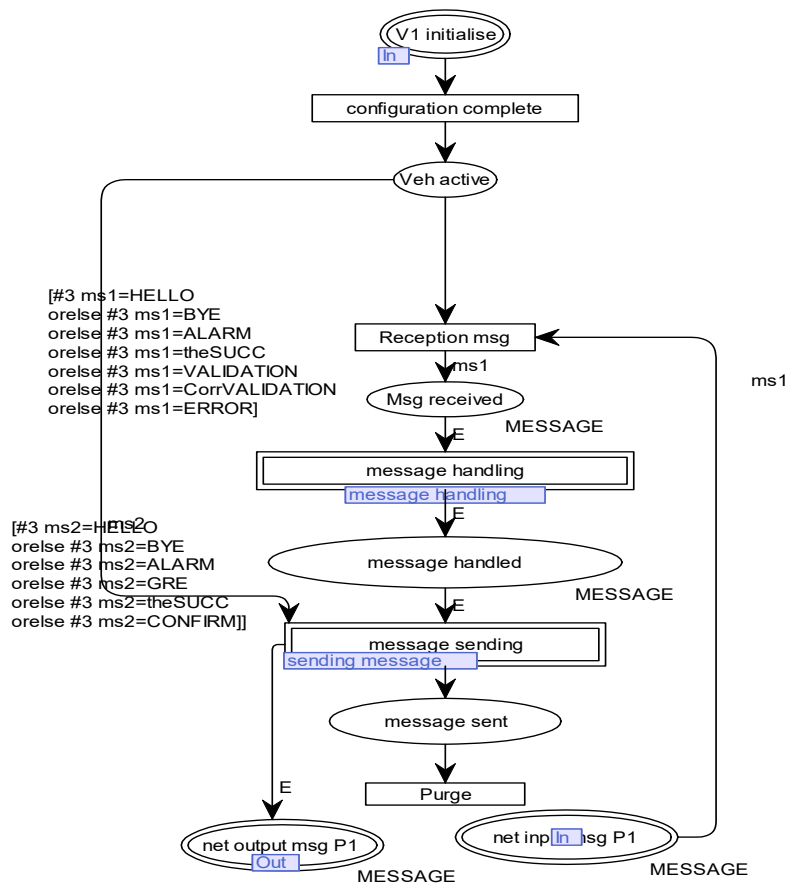 V1 initialise
In
configuration complete
Veh active
[#3 ms1=HELLO
orelse #3 ms1=BYE
orelse #3 ms1=ALARM
orelse #3 ms1=theSUCC
orelse #3 ms1=VALIDATION
orelse #3 ms1=CorrVALIDATION
orelse #3 ms1=ERROR]
Reception msg
ms1
ms1
Msg received
MESSAGE
E
message handling
message handling
E
ms2
[#3 ms2=HELLO
orelse #3 ms2=BYE
orelse #3 ms2=ALARM
orelse #3 ms2=GRE
orelse #3 ms2=theSUCC
orelse #3 ms2=CONFIRM]]
message handled
MESSAGE
E
message sending
sending message
message sent
E
Purge
net output msg P1
Out
MESSAGE
net input msg P1
In
MESSAGE